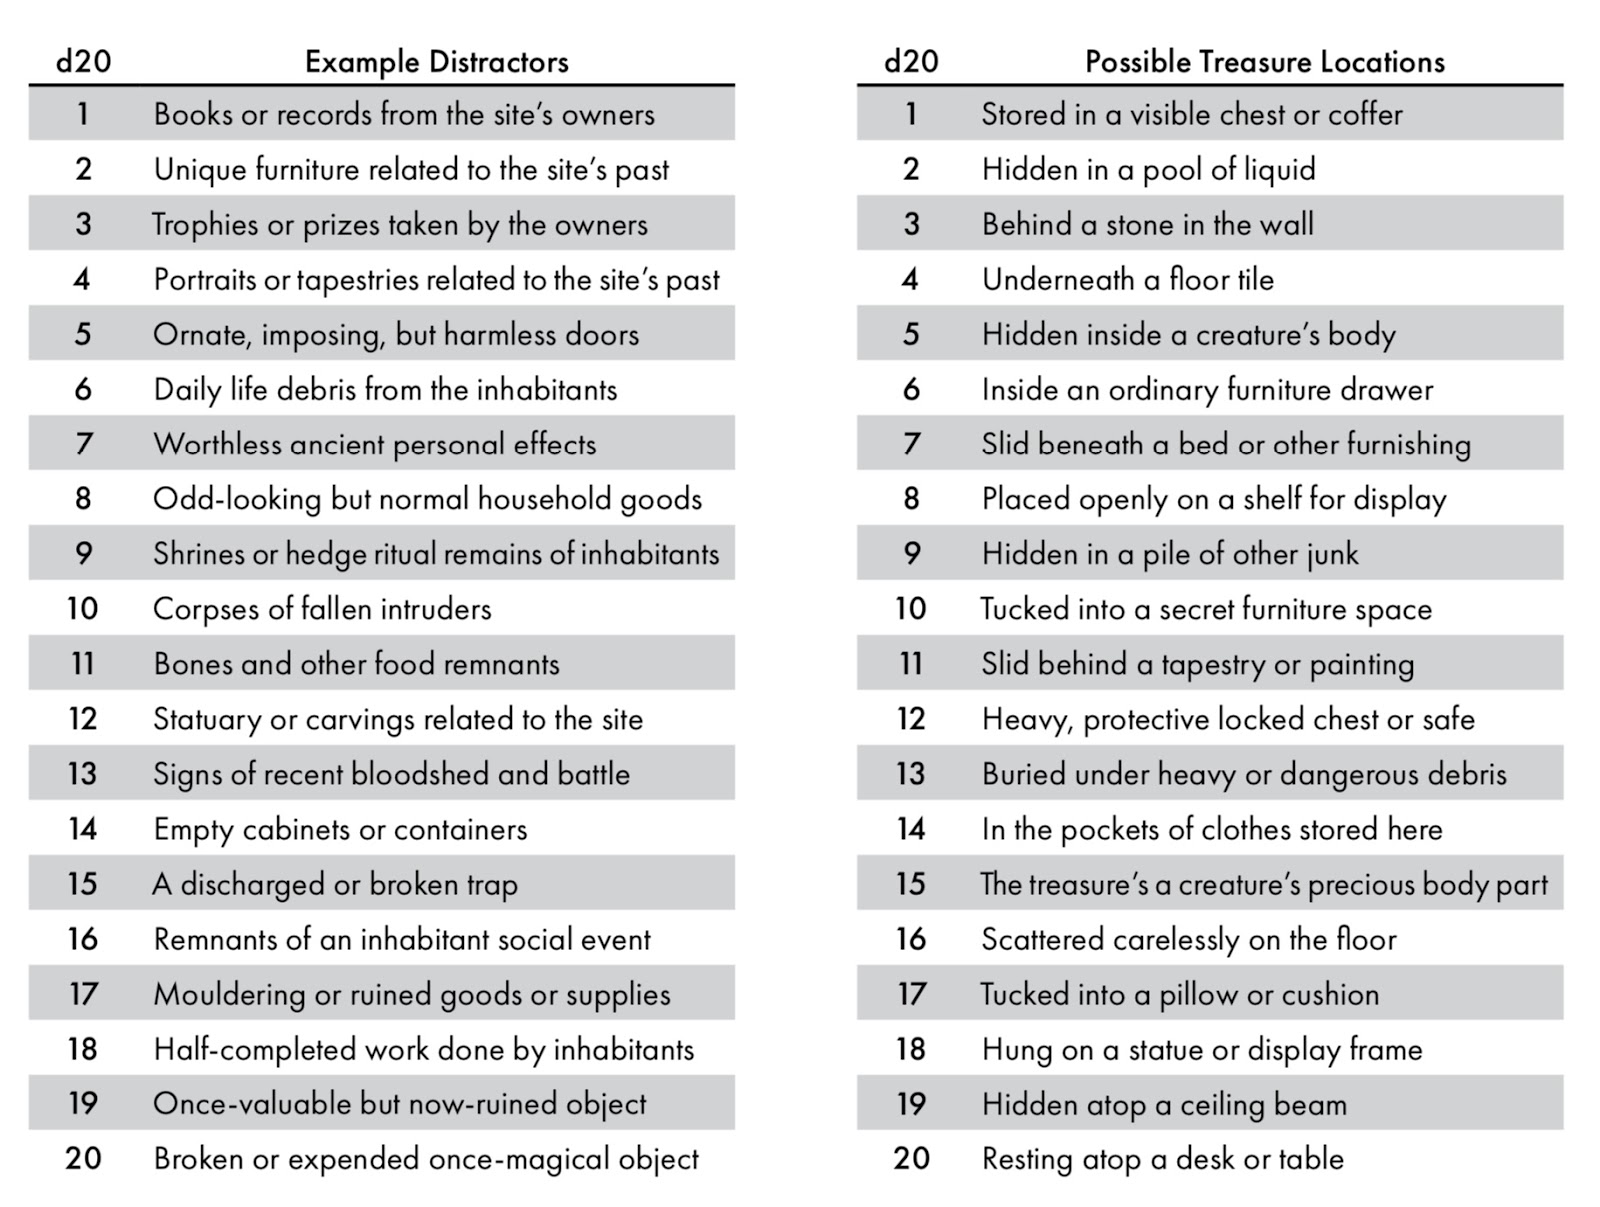 d20 Example Distractors
1 Books or records from the site’s owners
2 Unique furniture related to the site’s past
3 Trophies or prizes taken by the owners
4 Portraits or tapestries related to the site’s past
5 Ornate, imposing, but harmless doors
6 Daily life debris from the inhabitants
7 Worthless ancient personal effects
8 Odd-looking but normal household goods
9 Shrines or hedge ritual remains of inhabitants
10 Corpses of fallen intruders
11 Bones and other food remnants
12 Statuary or carvings related to the site
13 Signs of recent bloodshed and battle
14 Empty cabinets or containers
15 A discharged or broken trap
16 Remnants of an inhabitant social event
17 Mouldering or ruined goods or supplies
18 Half-completed work done by inhabitants
19 Once-valuable but now-ruined object
20 Broken or expended once-magical object
d20 Possible Treasure Locations
1 Stored in a visible chest or coffer
2 Hidden in a pool of liquid
3 Behind a stone in the wall
4 Underneath a floor tile
5 Hidden inside a creature’s body
6 Inside an ordinary furniture drawer
7 Slid beneath a bed or other furnishing
8 Placed openly on a shelf for display
9 Hidden in a pile of other junk
10 Tucked into a secret furniture space
11 Slid behind a tapestry or painting
12 Heavy, protective locked chest or safe
13 Buried under heavy or dangerous debris
14 In the pockets of clothes stored here
15 The treasure’s a creature’s precious body part
16 Scattered carelessly on the floor
17 Tucked into a pillow or cushion
18 Hung on a statue or display frame
19 Hidden atop a ceiling beam
20 Resting atop a desk or table